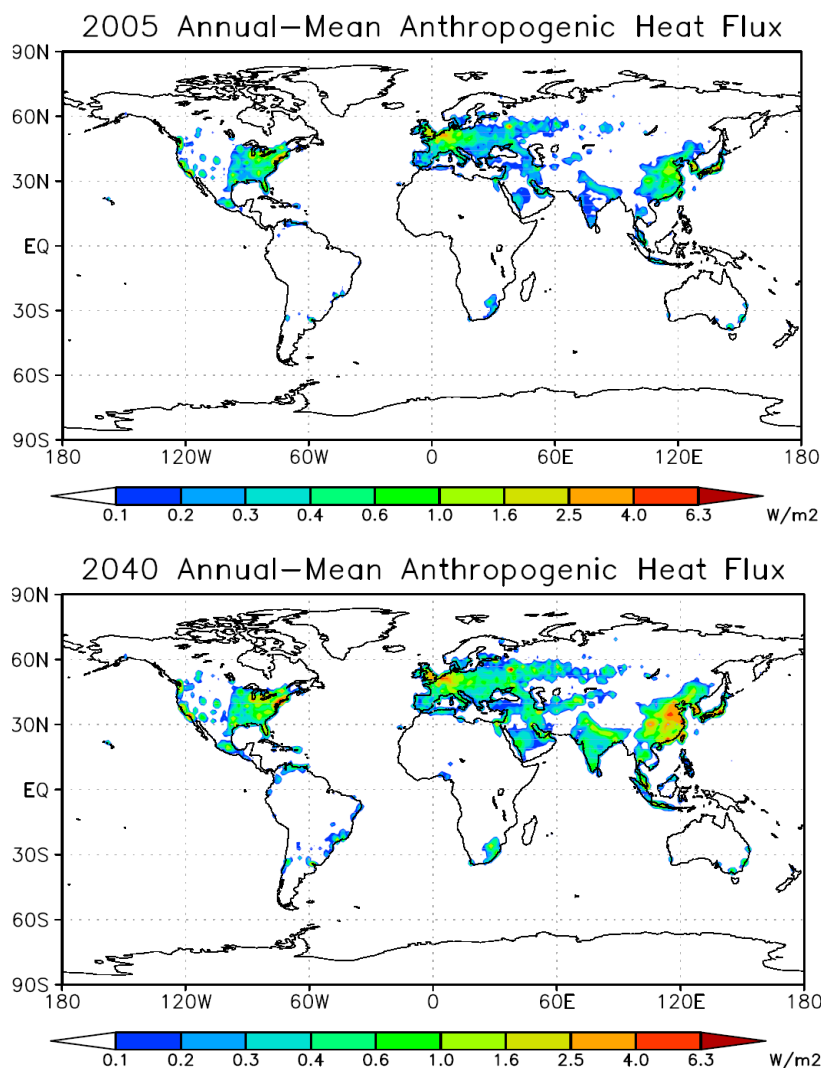 2005 Annual-Mean Anthropogenic Heat Flux
90N
60N
30N
EQ
30S
60S
90S
180 120W 60W 0 60E 120E 180
0.1 0.2 0.3 0.4 0.6 1.0 1.6 2.5 4.0 6.3 W/m2
2040 Annual-Mean Anthropogenic Heat Flux
90N
60N
30N
EQ
30S
60S
90S
180 120W 60W 0 60E 120E 180
0.1 0.2 0.3 0.4 0.6 1.0 1.6 2.5 4.0 6.3 W/m2